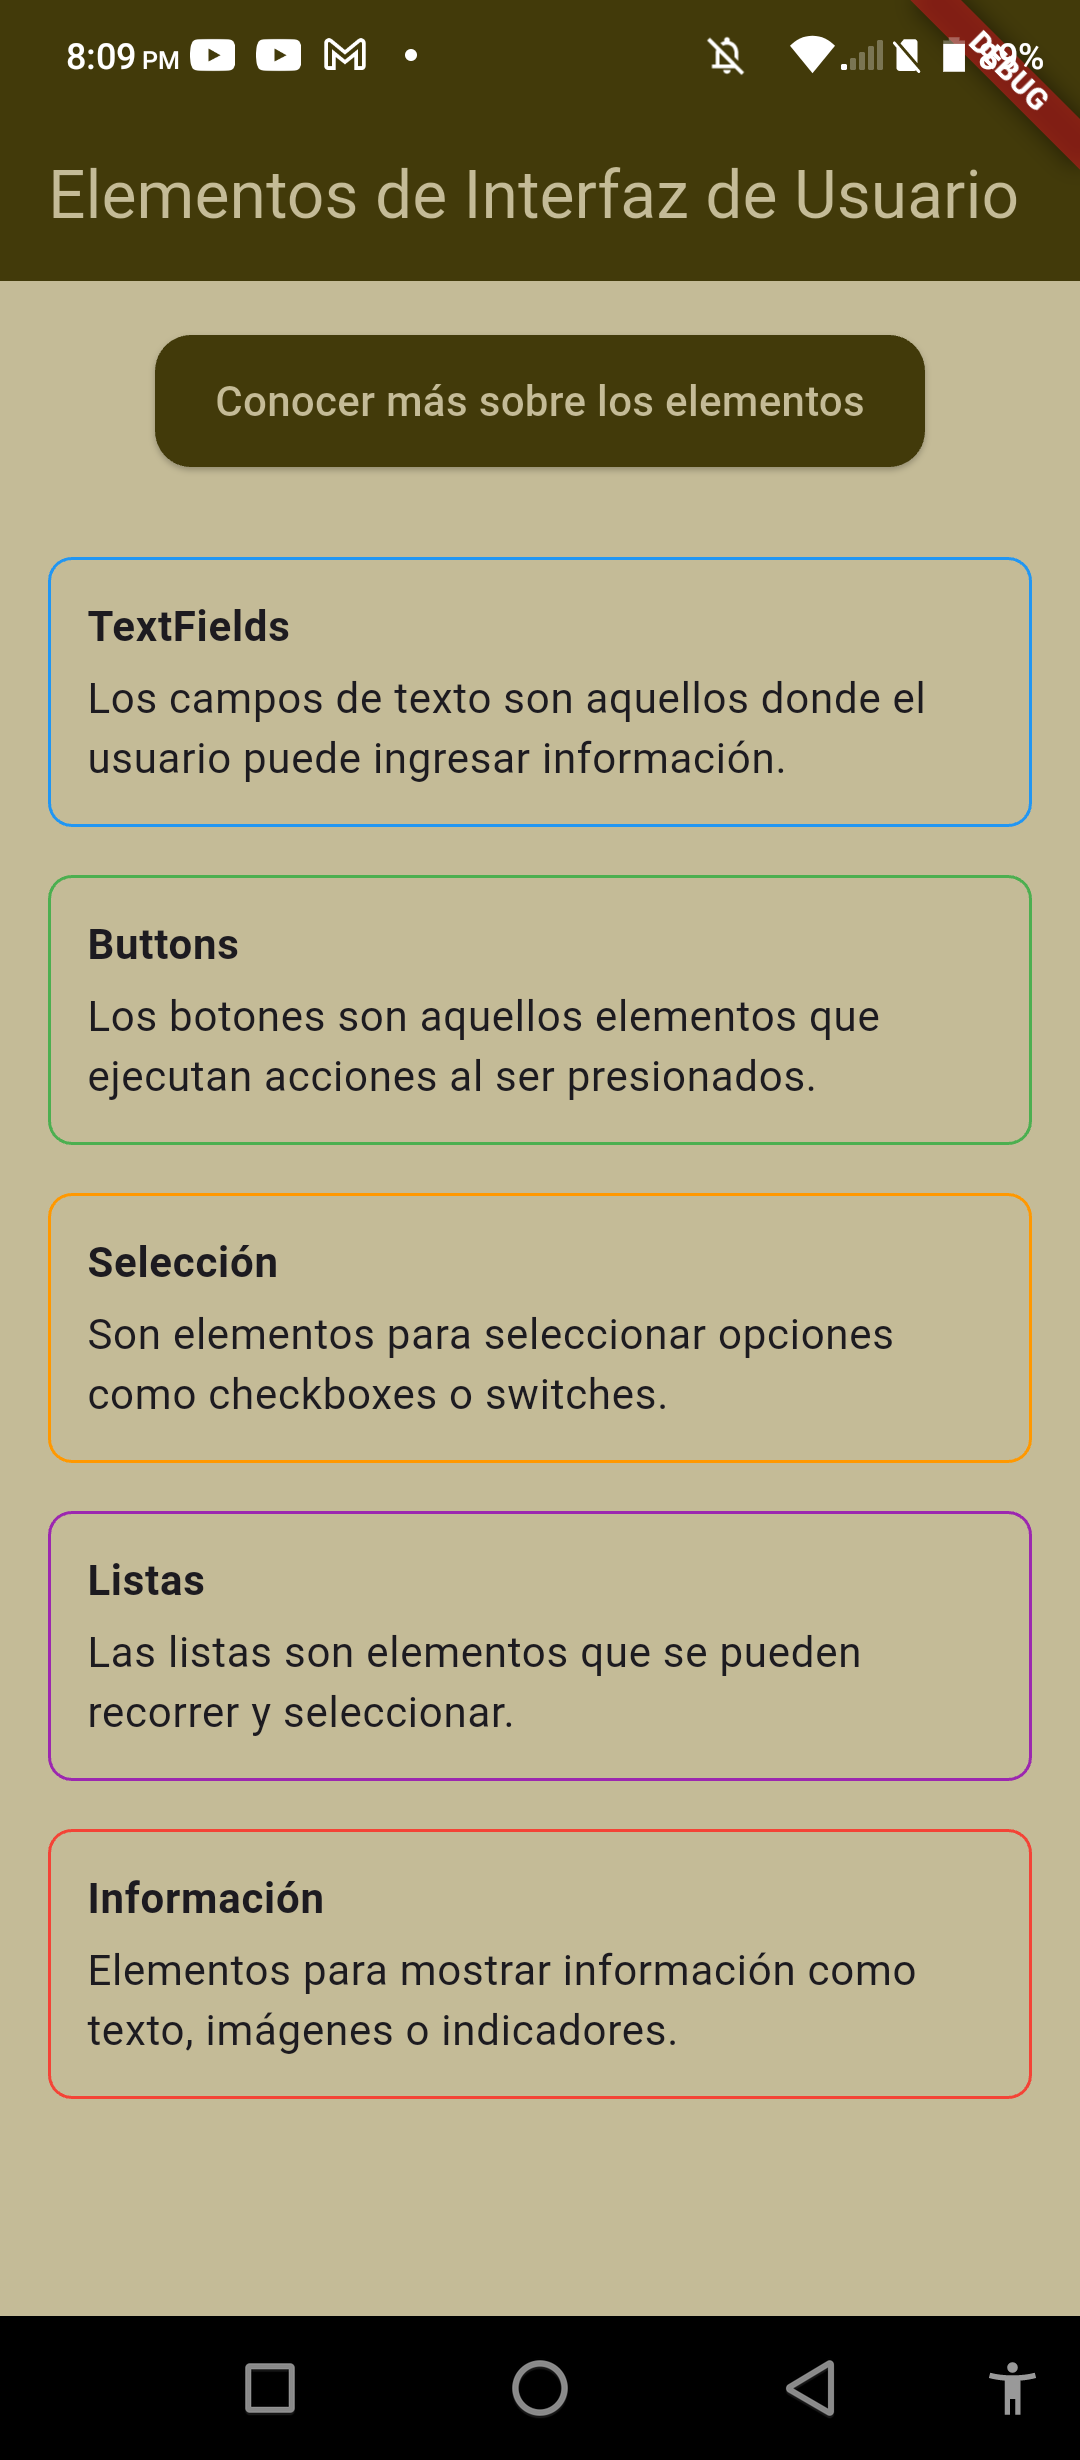 8:09 PM
DEBUG
Elementos de Interfaz de Usuario
Conocer más sobre los elementos
TextFields
Los campos de texto son aquellos donde el
usuario puede ingresar información.
Buttons
Los botones son aquellos elementos que
ejecutan acciones al ser presionados.
Selección
Son elementos para seleccionar opciones
como checkboxes o switches.
Listas
Las listas son elementos que se pueden
recorrer y seleccionar.
Información
Elementos para mostrar información como
texto, imágenes o indicadores.